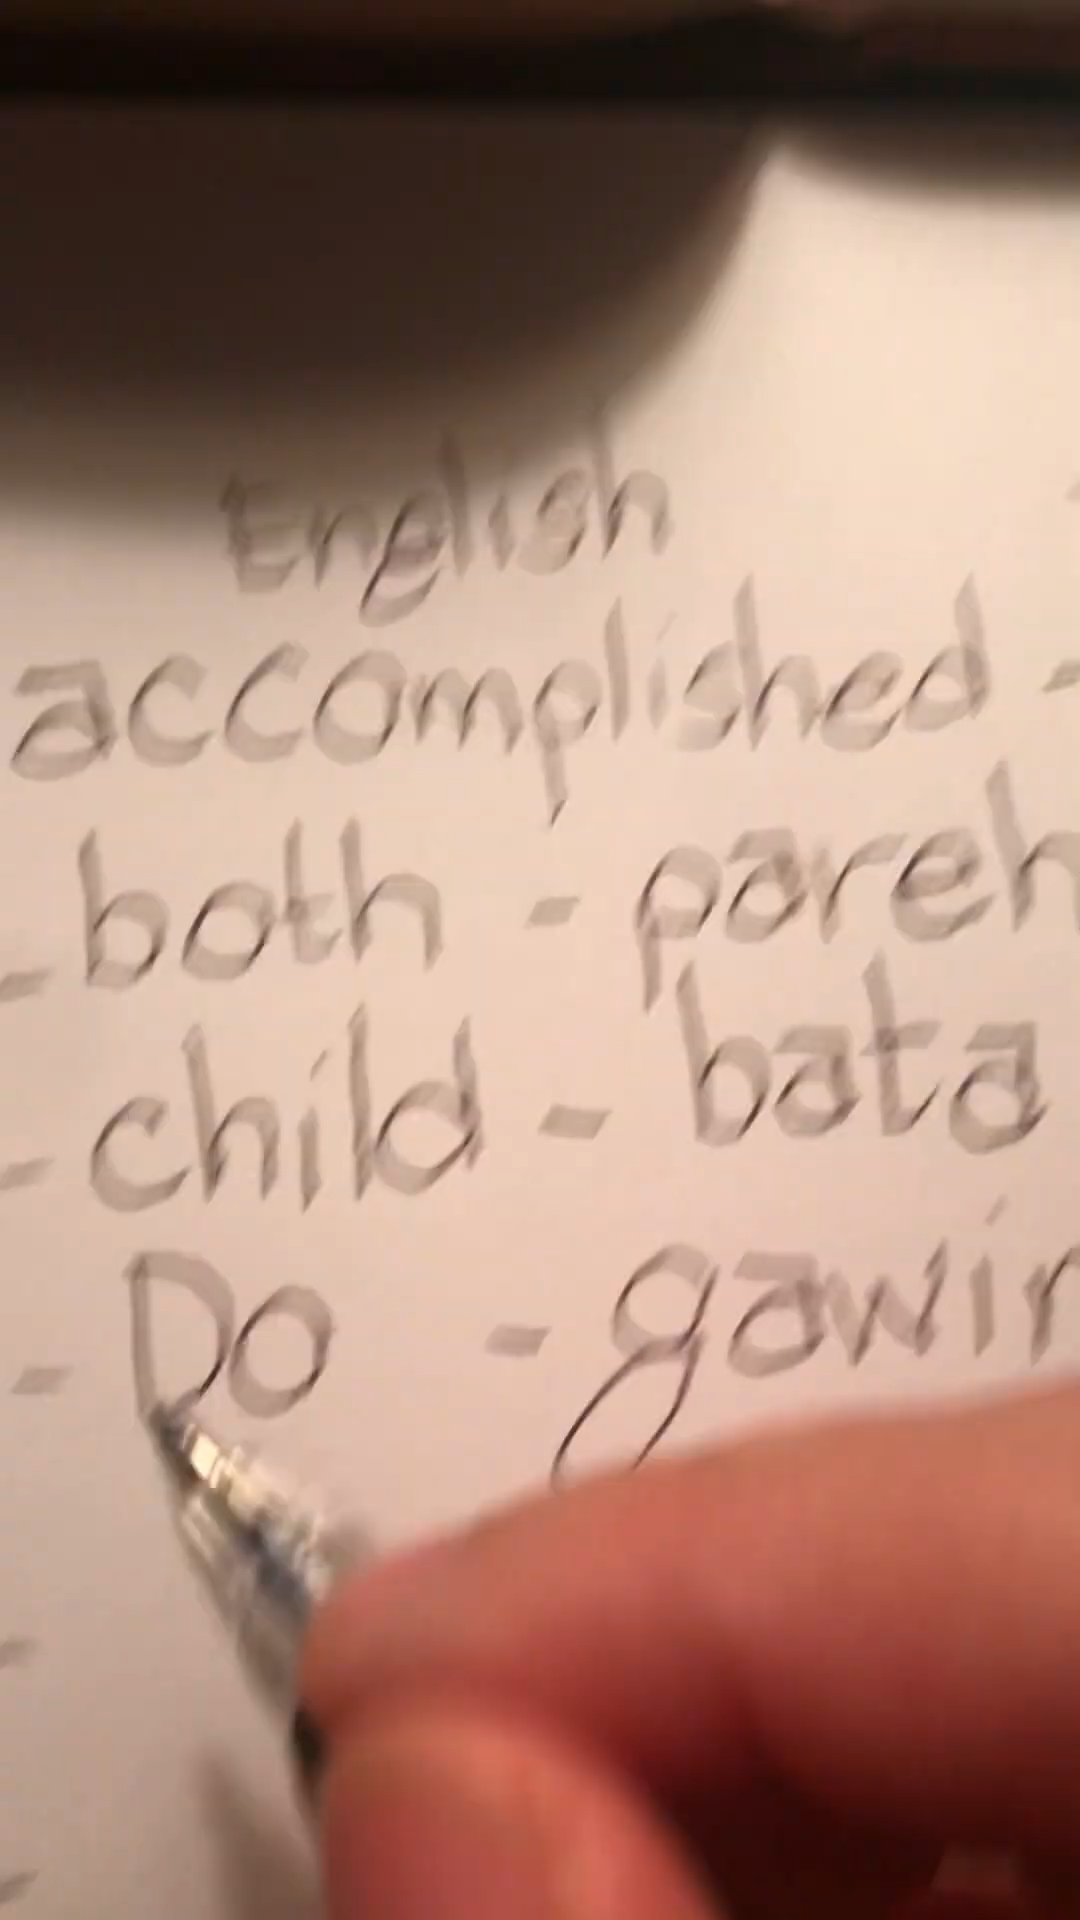 English
accomplished -
- both - pareh
- child - bata
- Do - gawin